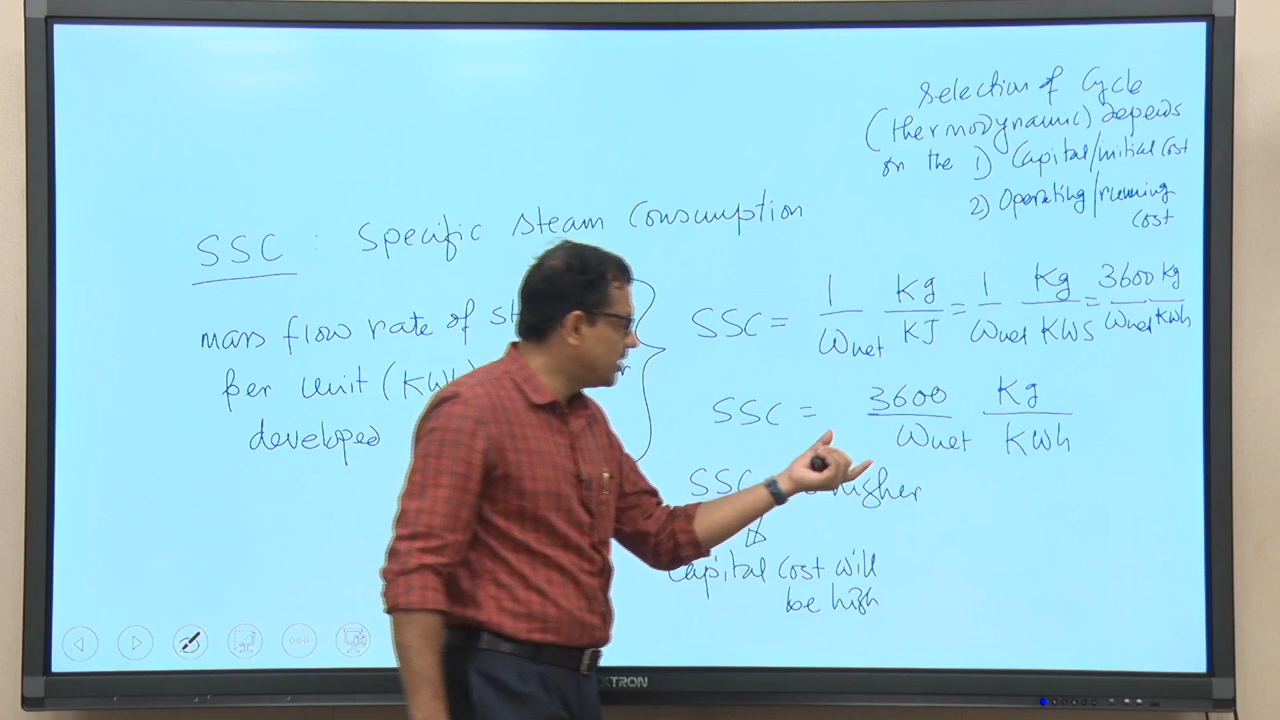 Selection of Cycle
(thermodynamic) depends
on the 1) Capital/initial Cost
2) Operating/running
cost
SSC : Specific steam Consumption
mass flow rate of
per unit (KWh)
developed
SSC = 1/Wnet Kg/KJ = 1/Wnet Kg/KWs = 3600/Wnet Kg/KWh
SSC = 3600/Wnet Kg/KWh
SSC higher
Capital cost will
be high